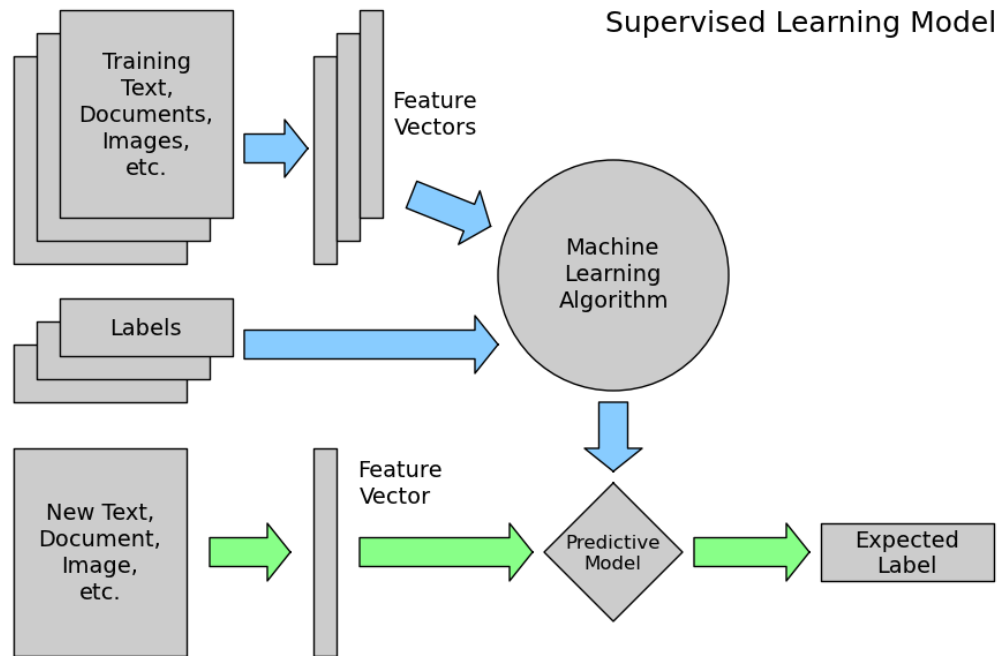 Supervised Learning Model
Training
Text,
Documents,
Images,
etc.
Feature
Vectors
Machine
Learning
Algorithm
Labels
New Text,
Document,
Image,
etc.
Feature
Vector
Predictive
Model
Expected
Label